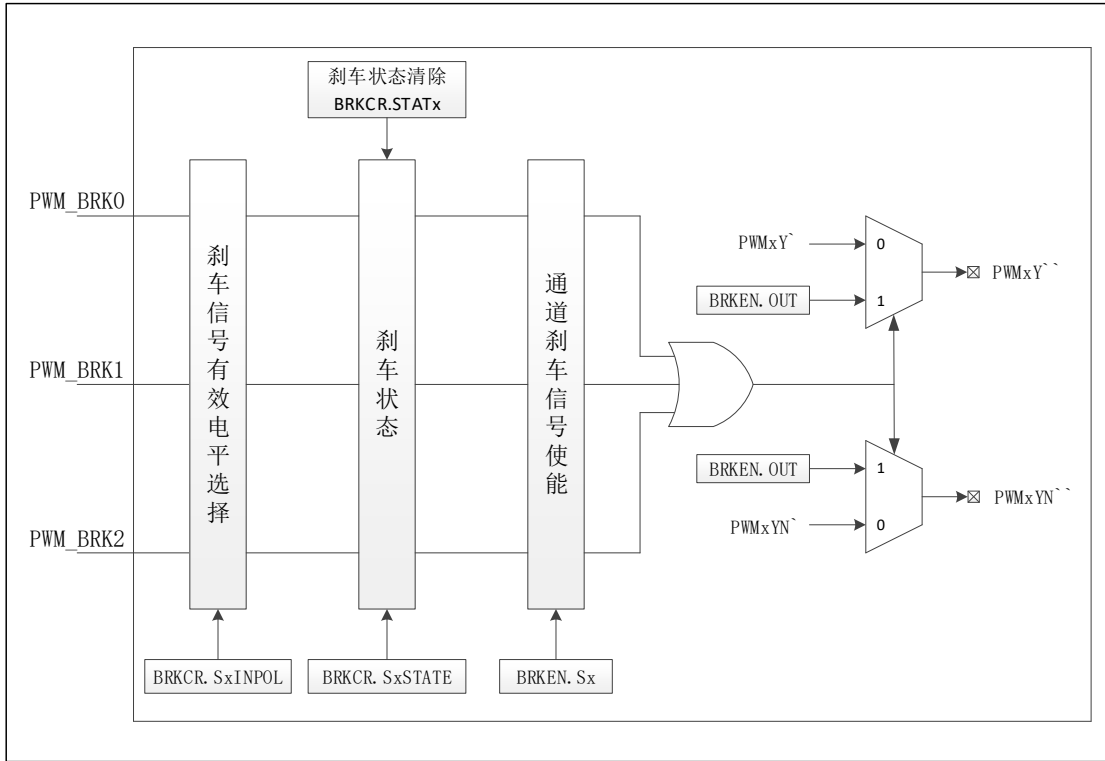 刹车状态清除
BRKCR.STATx
PWM_BRK0
PWM_BRK1
PWM_BRK2
刹车信号有效电平选择
刹车状态
通道刹车信号使能
PWMxY`
0
BRKEN.OUT
1
PWMxY``
BRKEN.OUT
1
PWMxYN`
0
PWMxYN``
BRKCR.SxINPOL
BRKCR.SxSTATE
BRKEN.Sx